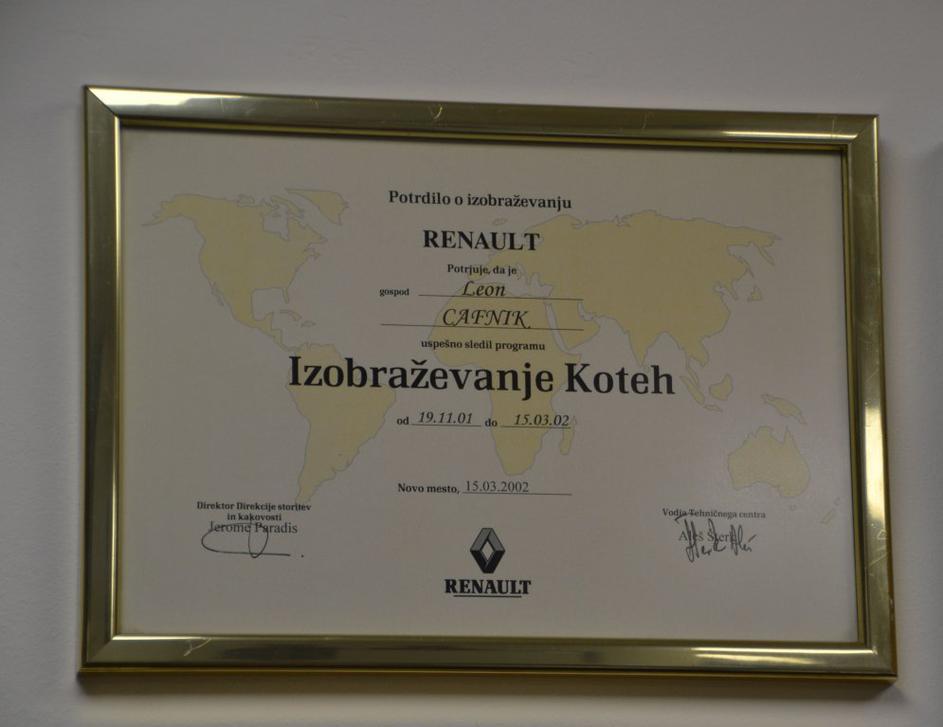 Potrdilo o izobraževanju
RENAULT
Potrjuje, da je
gospod Leon
CAFNIK
uspešno sledil programu
Izobraževanje Koteh
od 19.11.01 do 15.03.02
Novo mesto, 15.03.2002
Direktor Direkcije storitev
in kakovosti
Jerome Paradis
Vodja Tehničnega centra
Aleš
RENAULT